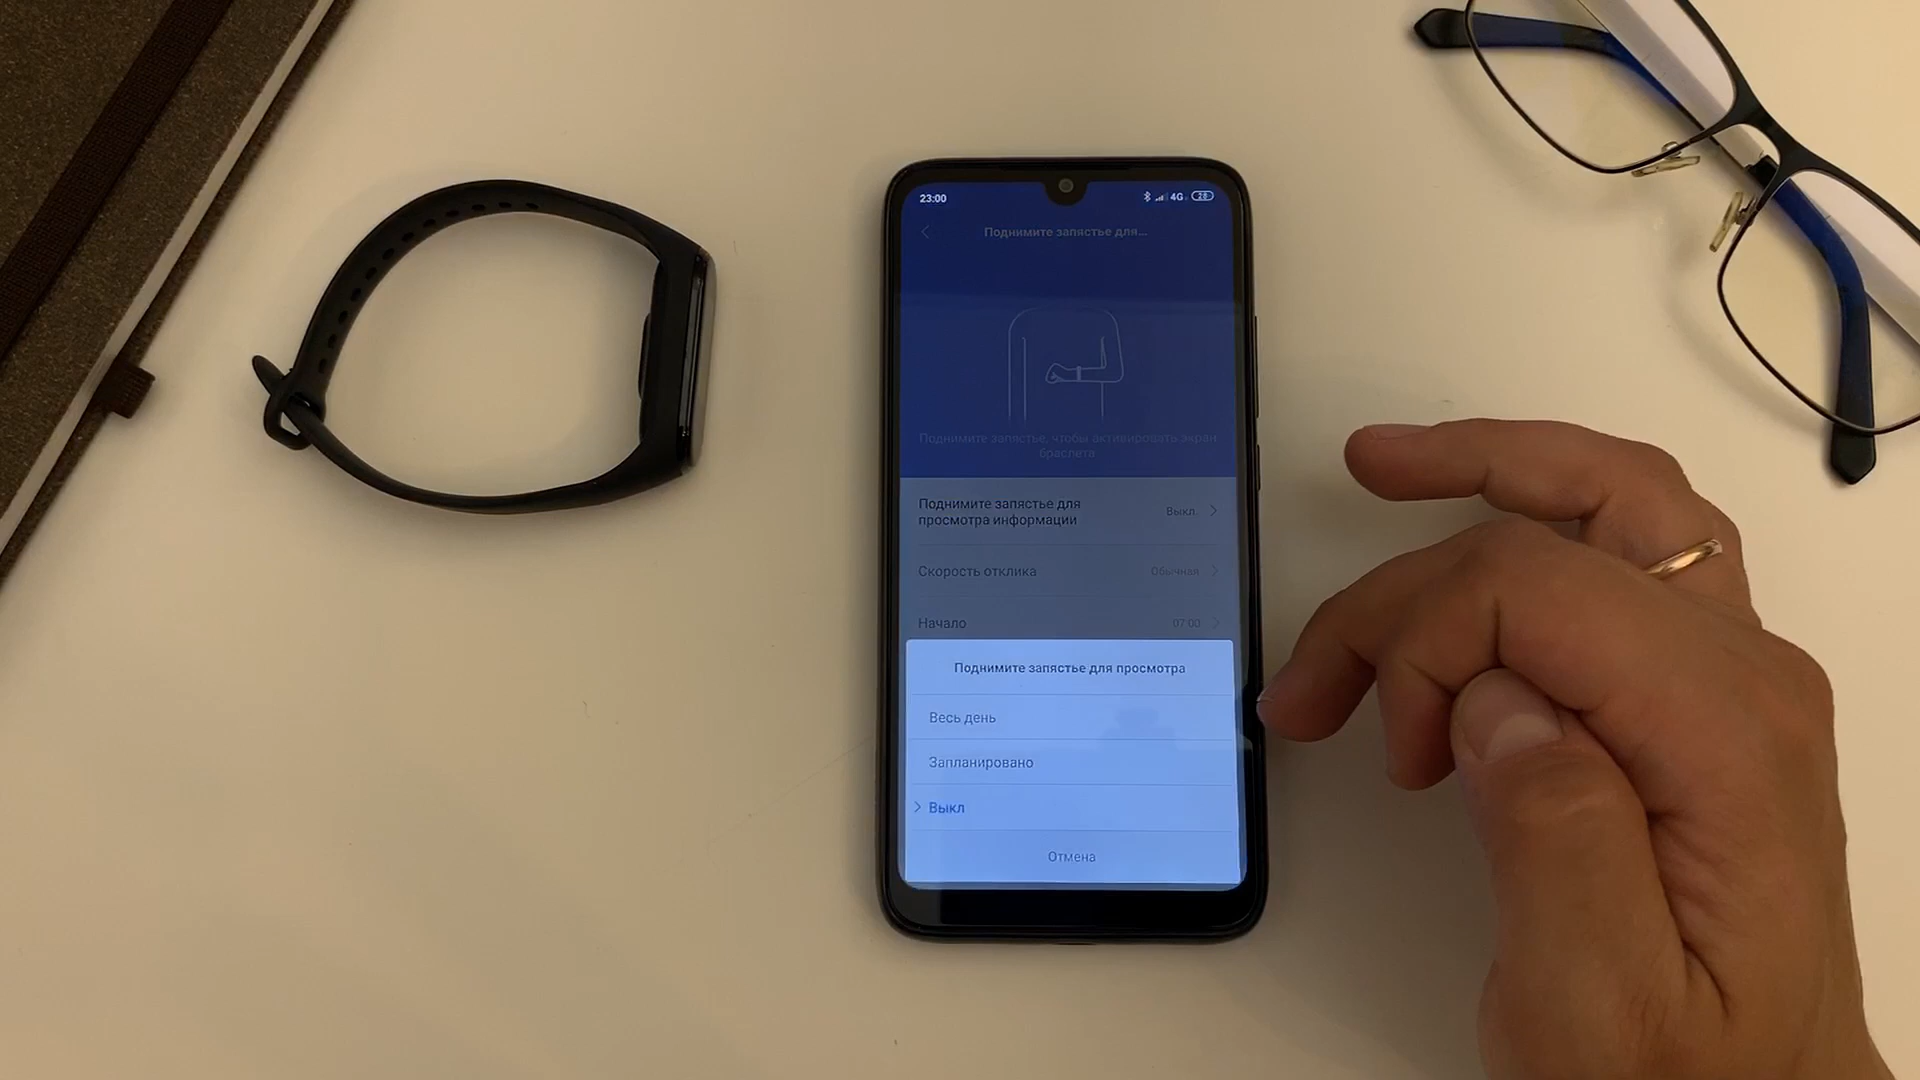 23:00
4G 28
Поднимите запястье для...
Поднимите запястье, чтобы активировать экран
браслета
Поднимите запястье для
просмотра информации
Выкл.
Скорость отклика
Обычная
Начало
07:00
Поднимите запястье для просмотра
Весь день
Запланировано
Выкл
Отмена